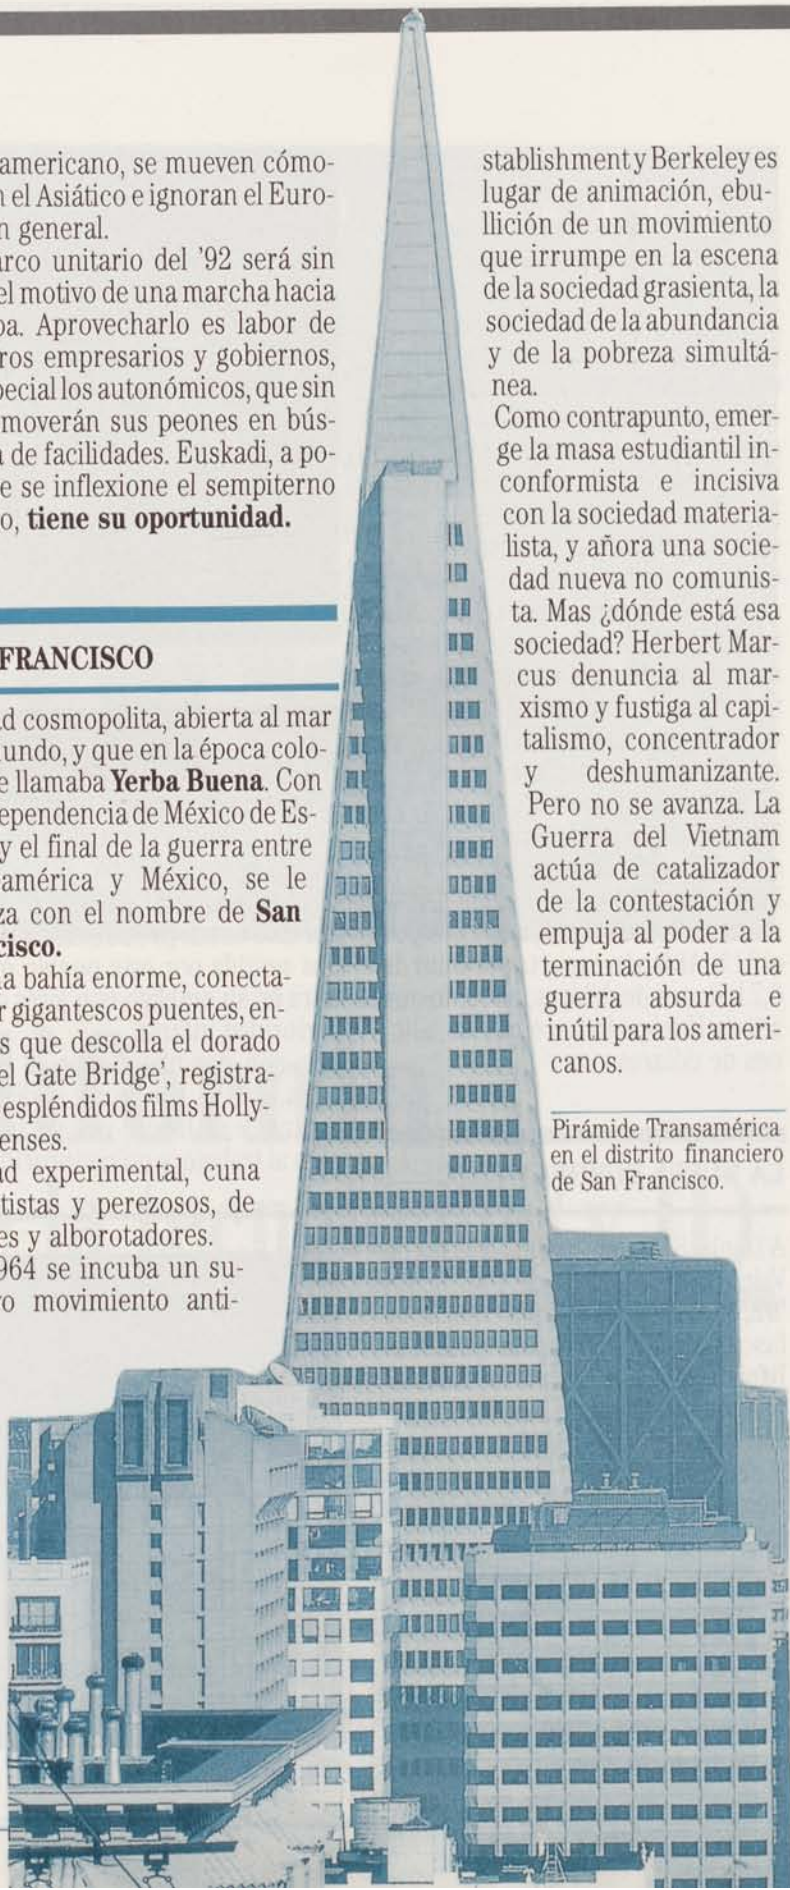 americano, se mueven cómo-
n el Asiático e ignoran el Euro-
n general.
arco unitario del '92 será sin
el motivo de una marcha hacia
pa. Aprovecharlo es labor de
ros empresarios y gobiernos,
pecial los autonómicos, que sin
moverán sus peones en bús-
a de facilidades. Euskadi, a po-
e se inflexione el sempiterno
o, tiene su oportunidad.
FRANCISCO
ad cosmopolita, abierta al mar
undo, y que en la época colo-
e llamaba Yerba Buena. Con
ependencia de México de Es-
y el final de la guerra entre
américa y México, se le
za con el nombre de San
cisco.
na bahía enorme, conecta-
r gigantescos puentes, en-
s que descolla el dorado
el Gate Bridge', registra-
espléndidos films Holly-
enses.
ad experimental, cuna
tistas y perezosos, de
es y alborotadores.
964 se incuba un su-
vo movimiento anti-
stablishment y Berkeley es
lugar de animación, ebu-
llición de un movimiento
que irrumpe en la escena
de la sociedad grasienta, la
sociedad de la abundancia
y de la pobreza simultá-
nea.
Como contrapunto, emer-
ge la masa estudiantil in-
conformista e incisiva
con la sociedad materia-
lista, y añora una socie-
dad nueva no comunis-
ta. Mas ¿dónde está esa
sociedad? Herbert Mar-
cus denuncia al mar-
xismo y fustiga al capi-
talismo, concentrador
y deshumanizante.
Pero no se avanza. La
Guerra del Vietnam
actúa de catalizador
de la contestación y
empuja al poder a la
terminación de una
guerra absurda e
inútil para los ameri-
canos.
Pirámide Transamérica
en el distrito financiero
de San Francisco.